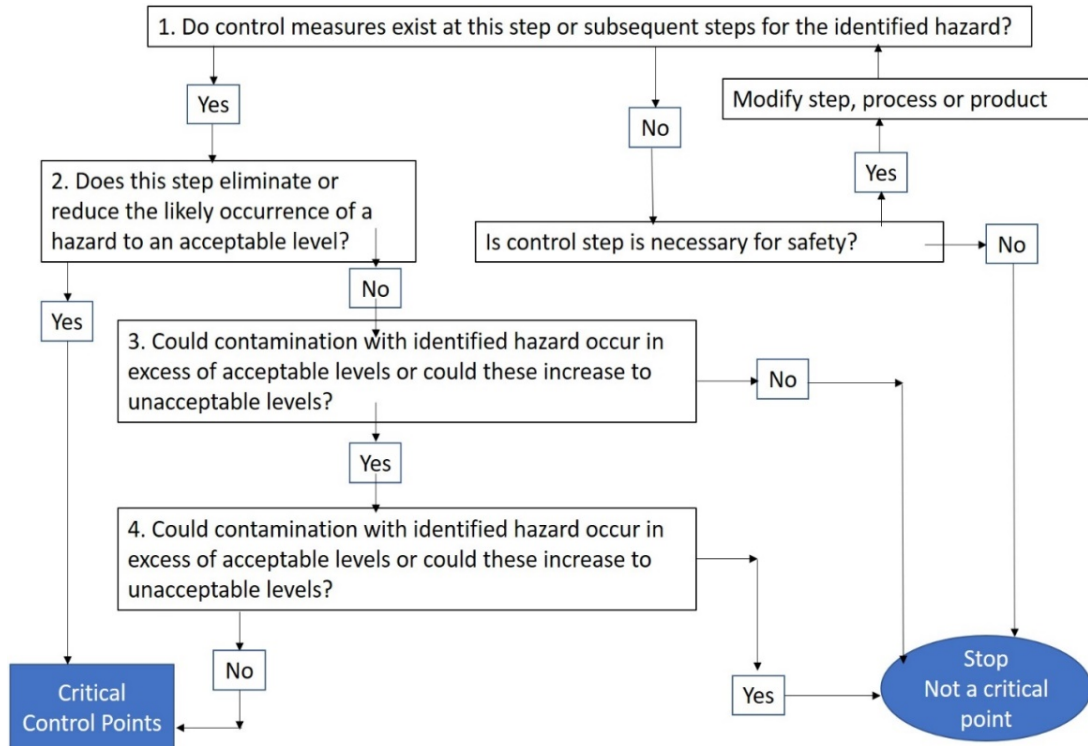 1. Do control measures exist at this step or subsequent steps for the identified hazard?
Yes
No
Modify step, process or product
Yes
2. Does this step eliminate or
reduce the likely occurrence of a
hazard to an acceptable level?
Is control step is necessary for safety?
No
Yes
No
3. Could contamination with identified hazard occur in
excess of acceptable levels or could these increase to
unacceptable levels?
No
Yes
4. Could contamination with identified hazard occur in
excess of acceptable levels or could these increase to
unacceptable levels?
No
Yes
Critical
Control Points
Stop
Not a critical
point